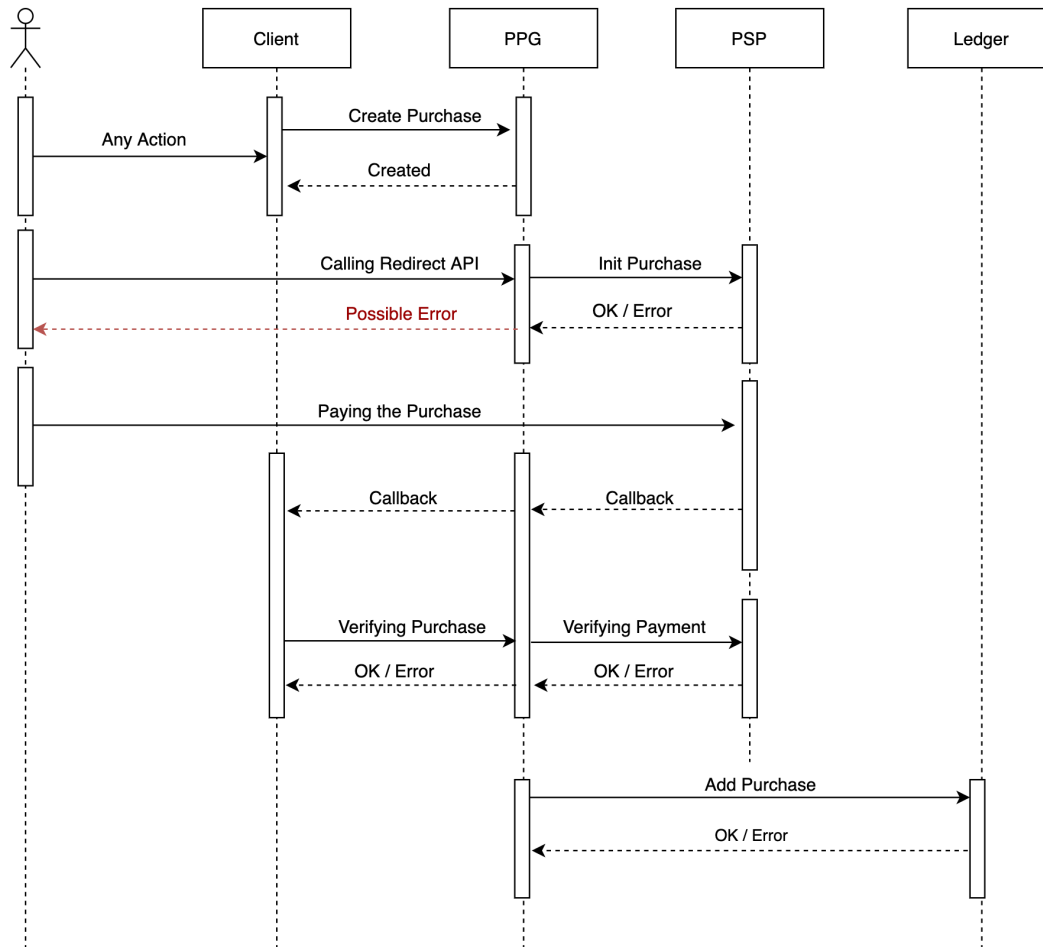 Client
PPG
PSP
Ledger
Create Purchase
Any Action
Created
Calling Redirect API
Init Purchase
Possible Error
OK / Error
Paying the Purchase
Callback
Callback
Verifying Purchase
Verifying Payment
OK / Error
OK / Error
Add Purchase
OK / Error